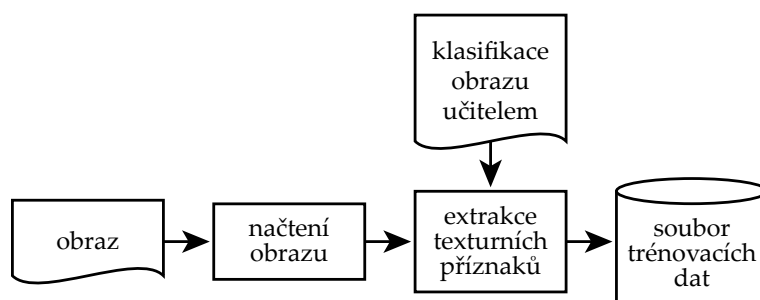 klasifikace
obrazu
učitelem
obraz
načtení
obrazu
extrakce
texturních
příznaků
soubor
trénovacích
dat